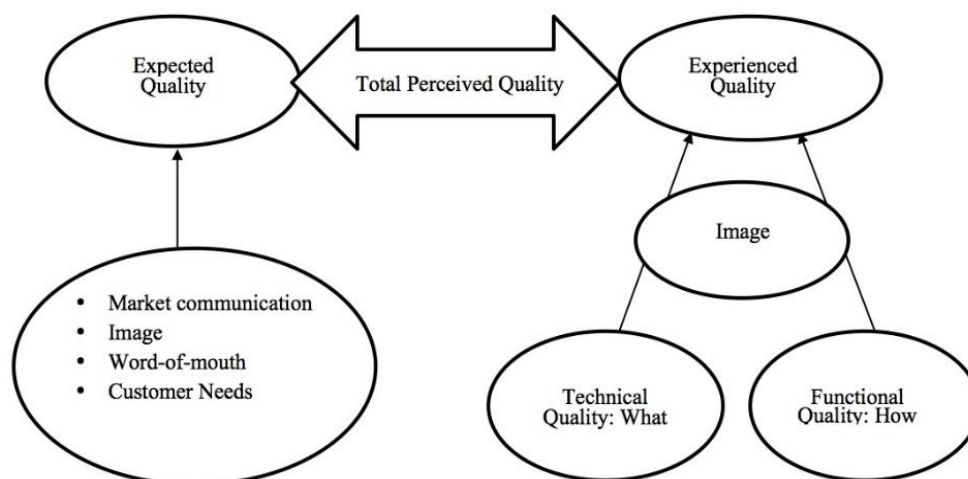 Expected
Quality
Total Perceived Quality
Experienced
Quality
Image
• Market communication
• Image
• Word-of-mouth
• Customer Needs
Technical
Quality: What
Functional
Quality: How